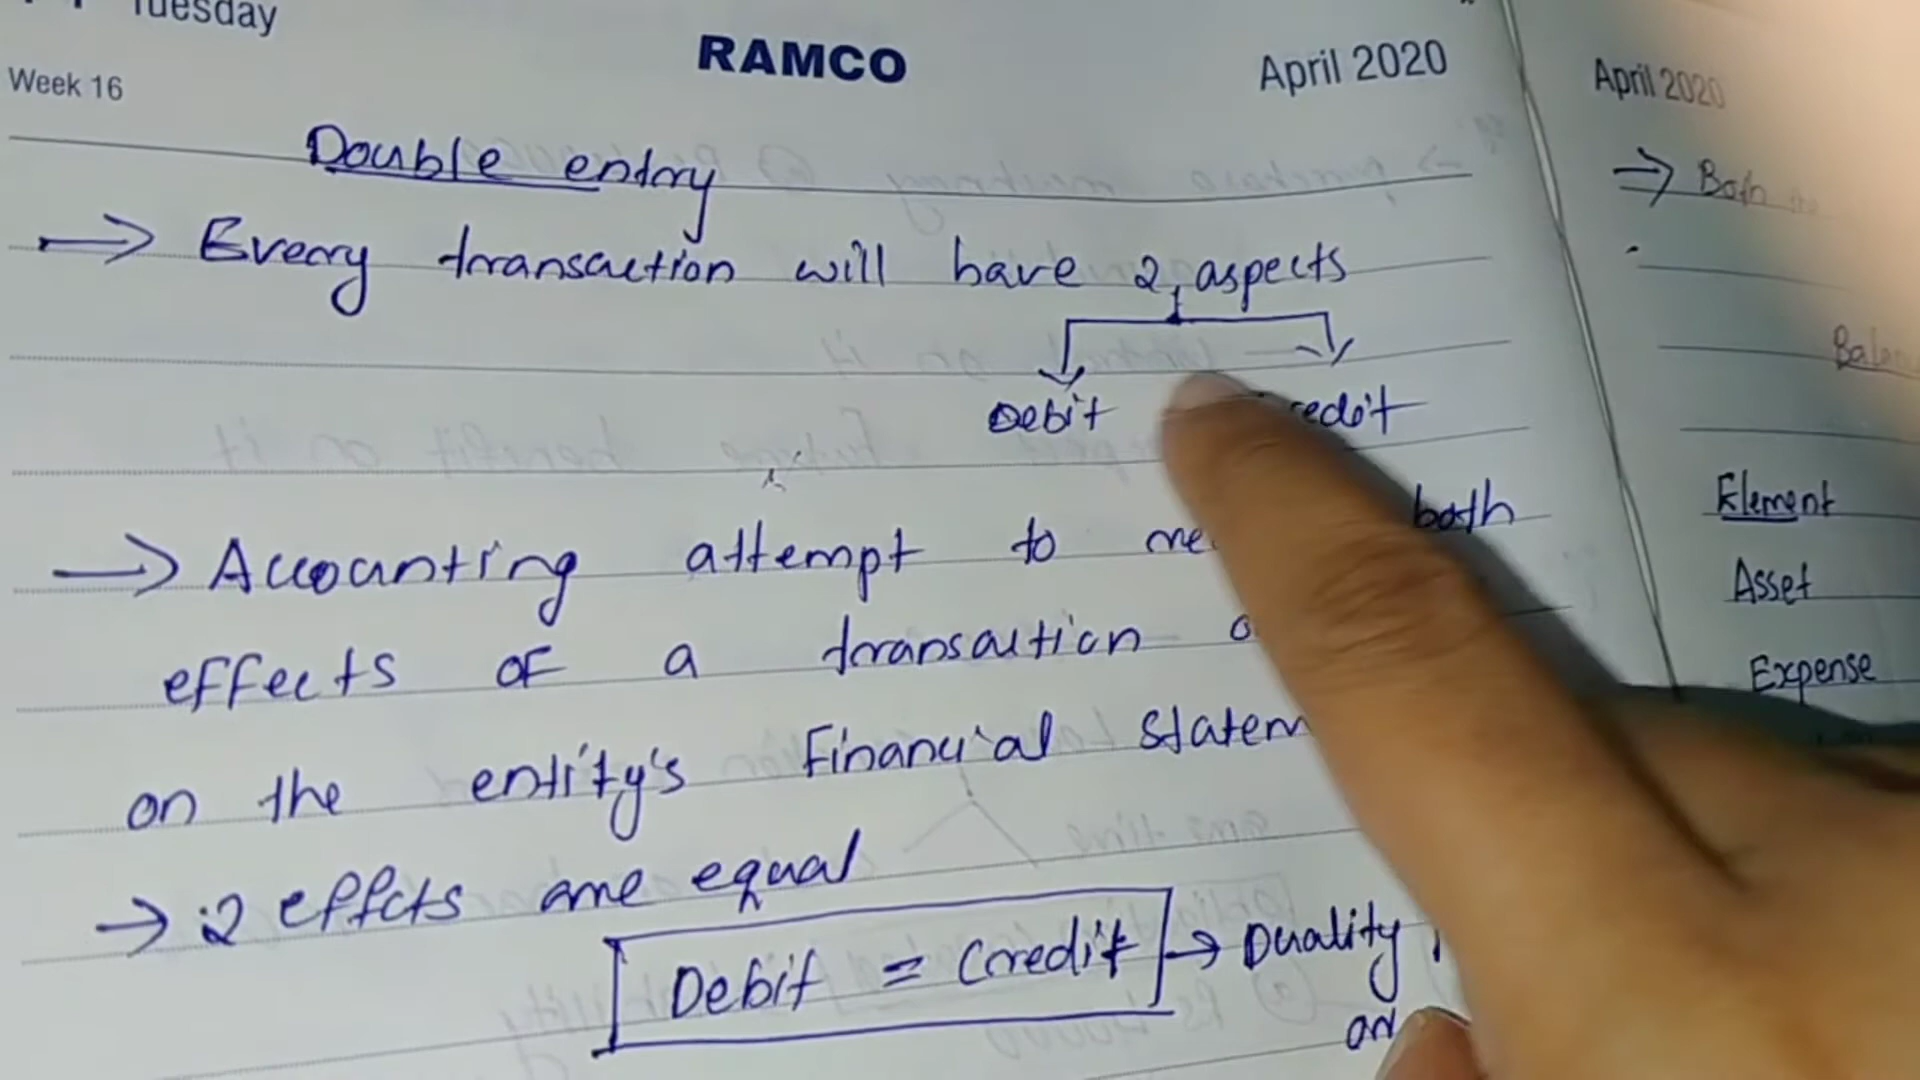 Tuesday
Week 16
RAMCO
April 2020
Double entry
Every transaction will have 2 aspects
Debit
on the entity's Financial
Accounting attempt to both
effects of a transaction
2 effcts are equal
Debit = Credit → Duality
April 2020
Both
Element
Asset
Expense